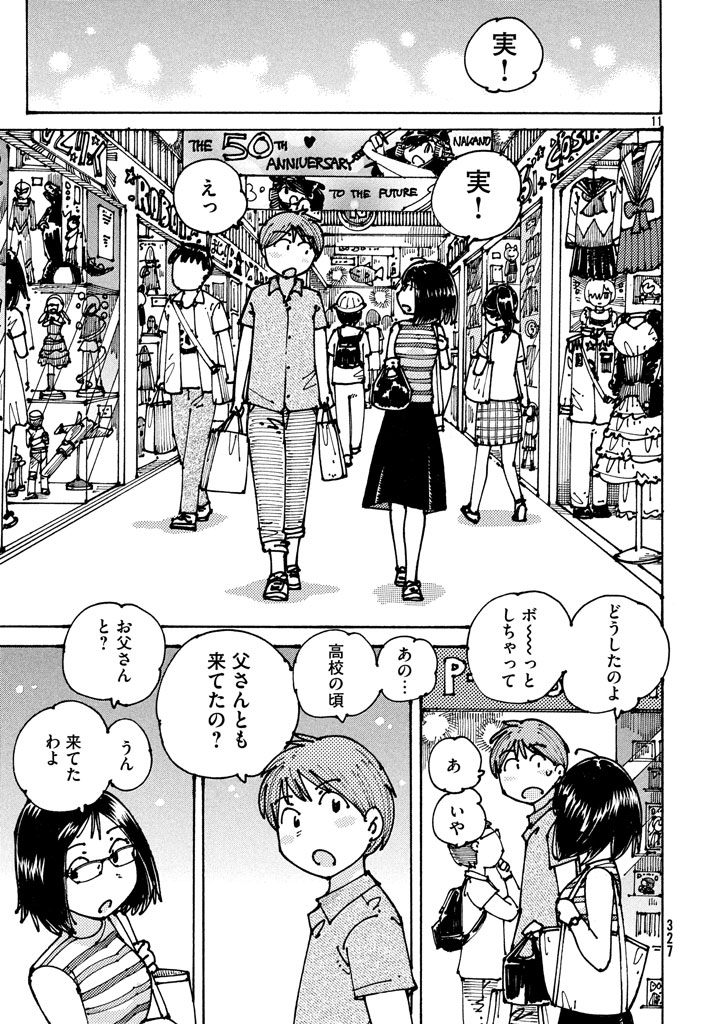 実！
11
THE 50TH ♥ ANNIVERSARY
NAKANO
TO THE FUTURE
実！
えっ
COST.
ROBO
どうしたのよ
ボ～～っと
しちゃって
あ
いや
P
あの…
高校の頃
父さんとも
来てたの？
お父さん
と？
うん
来てた
わよ
327